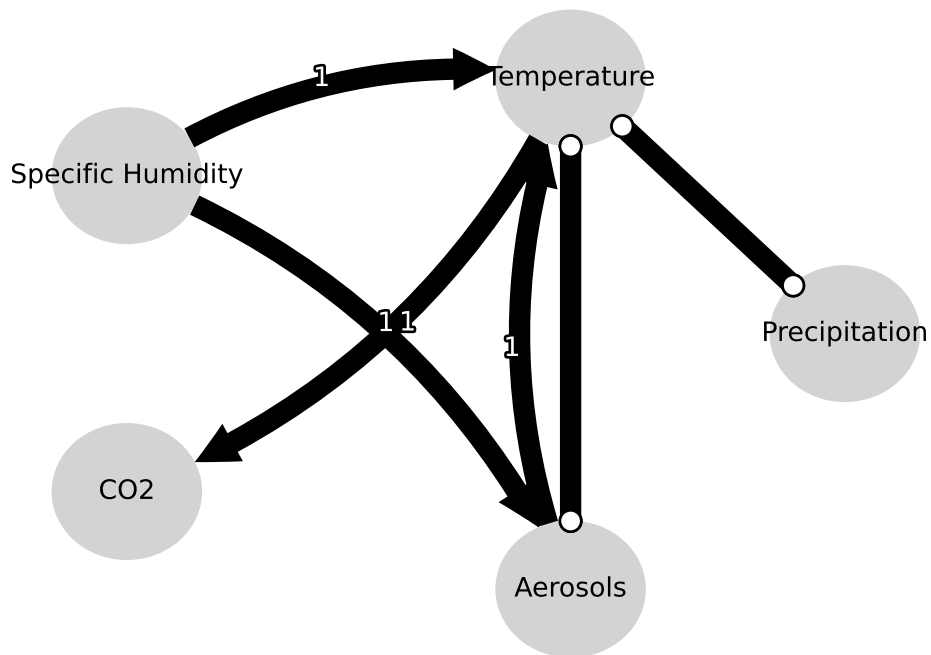 Temperature
1
Specific Humidity
1 1
Precipitation
1
CO2
Aerosols